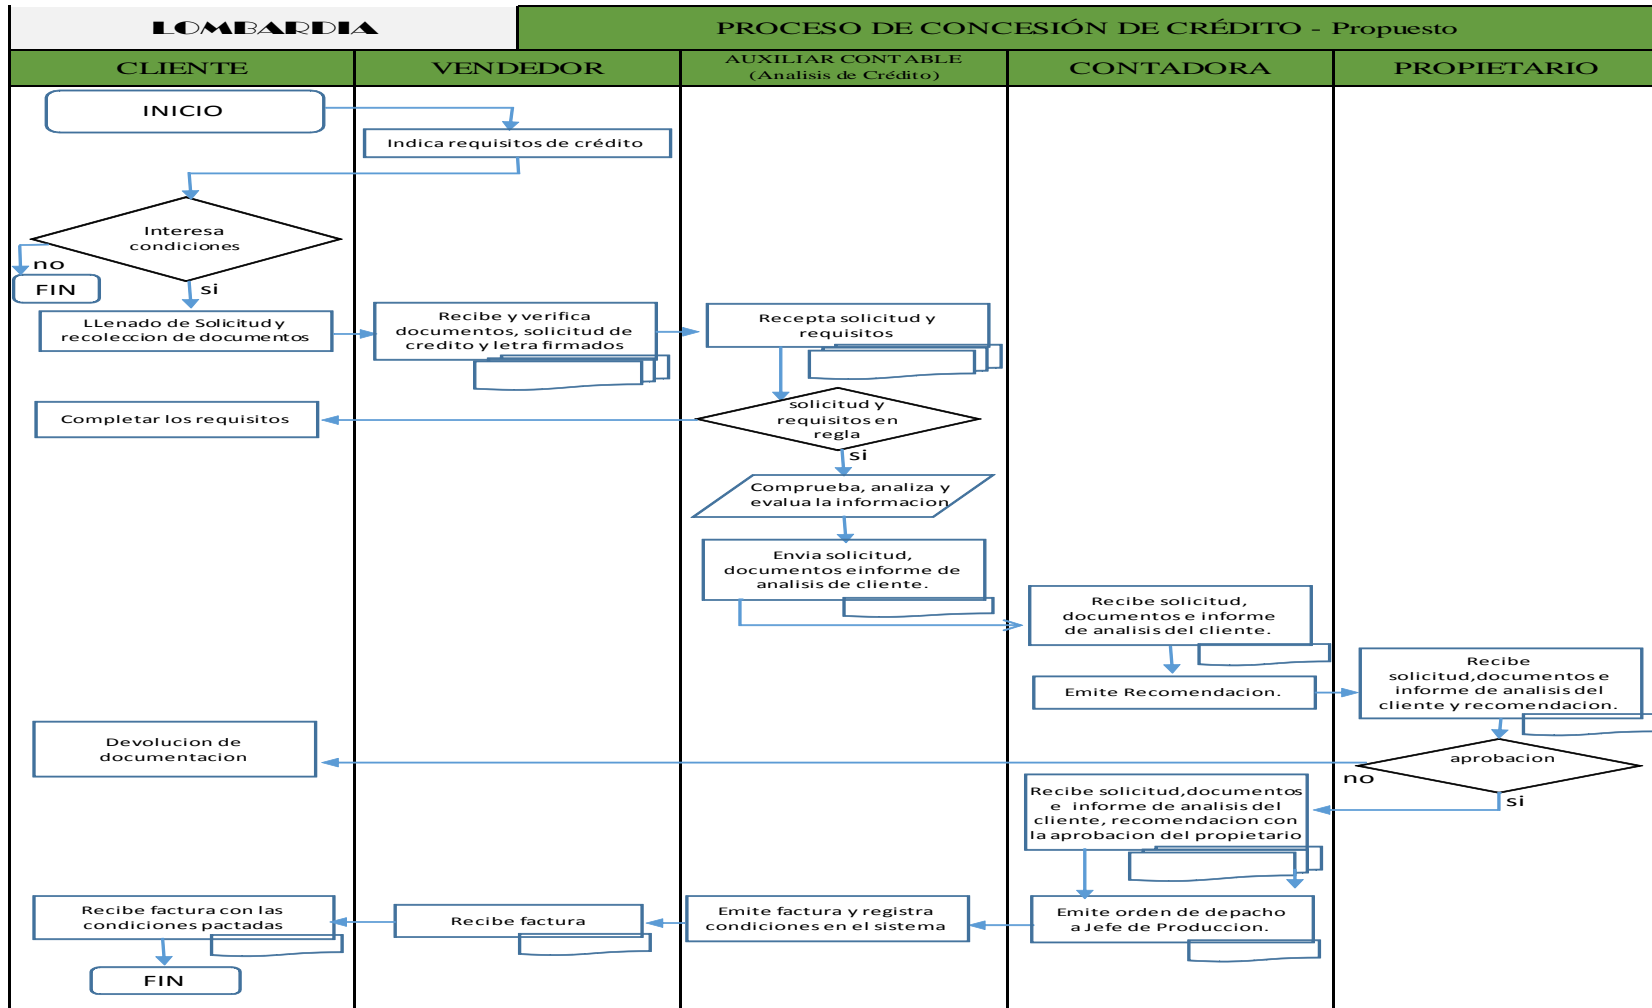 LOMBARDIA
PROCESO DE CONCESIÓN DE CRÉDITO - Propuesto
CLIENTE
VENDEDOR
AUXILIAR CONTABLE
(Analisis de Crédito)
CONTADORA
PROPIETARIO
INICIO
Indica requisitos de crédito
Interesa
condiciones
no
FIN
si
LLenado de Solicitud y
recoleccion de documentos
Recibe y verifica
documentos, solicitud de
credito y letra firmados
Recepta solicitud y
requisitos
Completar los requisitos
solicitud y
requisitos en
regla
si
Comprueba, analiza y
evalua la informacion
Envia solicitud,
documentos einforme de
analisis de cliente.
Recibe solicitud,
documentos e informe
de analisis del cliente.
Emite Recomendacion.
Recibe
solicitud,documentos e
informe de analisis del
cliente y recomendacion.
Devolucion de
documentacion
aprobacion
no
si
Recibe solicitud,documentos
e informe de analisis del
cliente, recomendacion con
la aprobacion del propietario
Recibe factura con las
condiciones pactadas
Recibe factura
Emite factura y registra
condiciones en el sistema
Emite orden de depacho
a Jefe de Produccion.
FIN